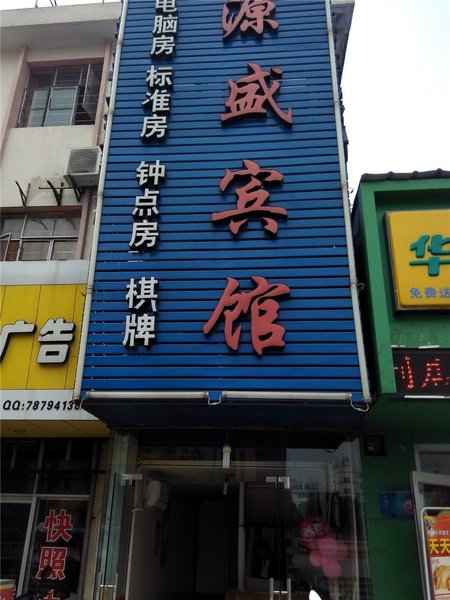 源盛宾馆
电脑房 标准房 钟点房 棋牌
广告
QQ:7879413
快照
华
免费送
天天